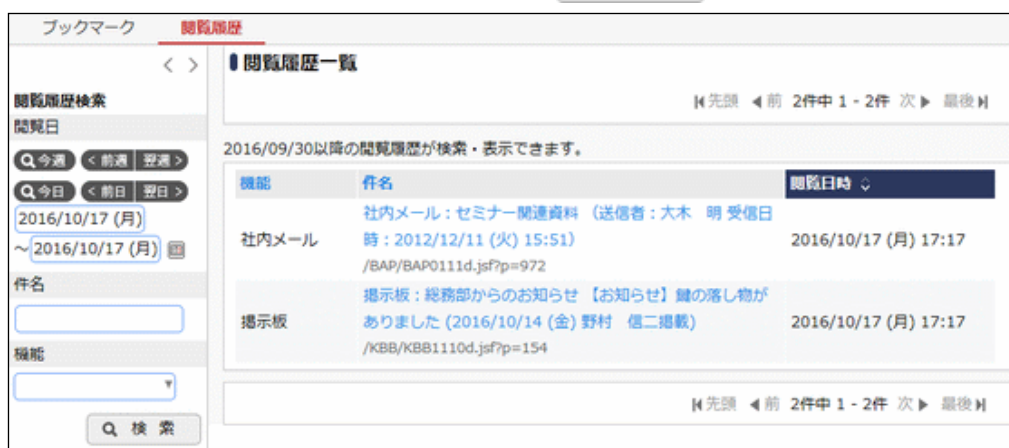 ブックマーク 閲覧履歴
< >
閲覧履歴検索
閲覧日
今週 < 前週 翌週 >
今日 < 前日 翌日 >
2016/10/17 (月)
～ 2016/10/17 (月)
件名
機能
検 索
閲覧履歴一覧
先頭 前 2件中 1 - 2件 次 最後
2016/09/30以降の閲覧履歴が検索・表示できます。
機能 件名 閲覧日時
社内メール：セミナー関連資料 （送信者：大木 明 受信日
社内メール 時：2012/12/11 (火) 15:51） 2016/10/17 (月) 17:17
/BAP/BAP0111d.jsf?p=972
掲示板：総務部からのお知らせ 【お知らせ】鍵の落し物が
掲示板 ありました (2016/10/14 (金) 野村 信二掲載) 2016/10/17 (月) 17:17
/KBB/KBB1110d.jsf?p=154
先頭 前 2件中 1 - 2件 次 最後